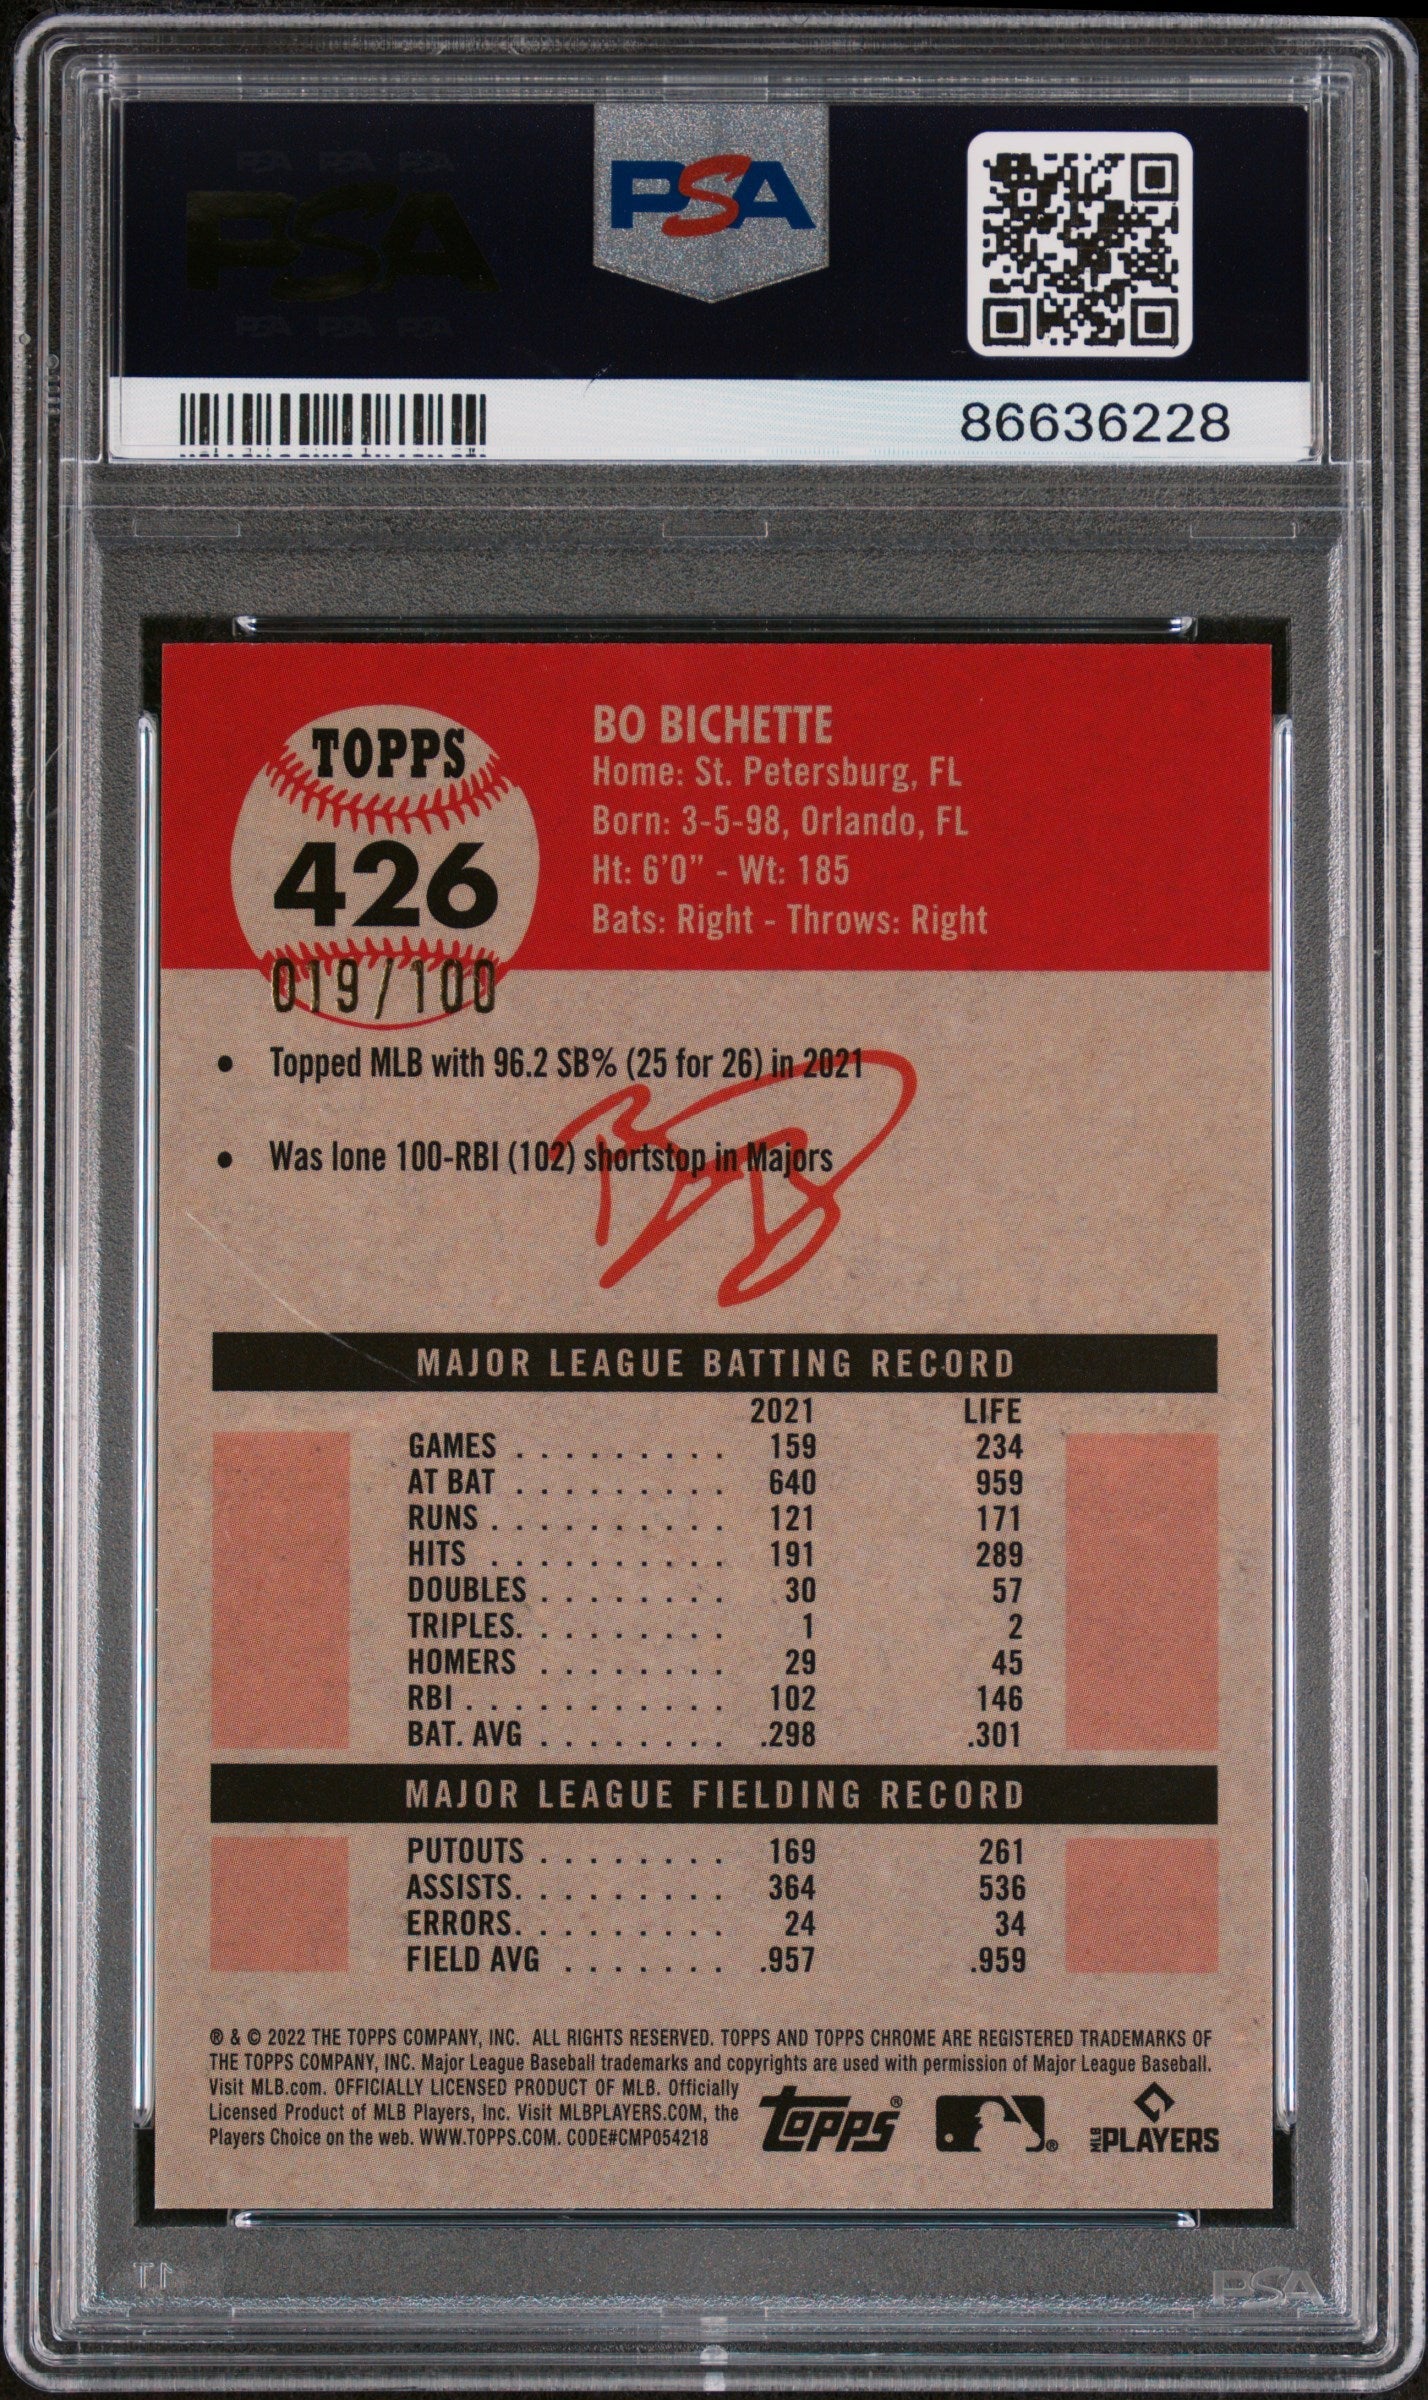 PSA PSA PSA
PSA
PSA PSA PSA
PSA
86636228
TOPPS
426
019/100
BO BICHETTE
Home: St. Petersburg, FL
Born: 3-5-98, Orlando, FL
Ht: 6'0" - Wt: 185
Bats: Right - Throws: Right
• Topped MLB with 96.2 SB% (25 for 26) in 2021
• Was lone 100-RBI (102) shortstop in Majors
MAJOR LEAGUE BATTING RECORD
2021 LIFE
GAMES . . . . . . . . . 159 234
AT BAT . . . . . . . . . 640 959
RUNS . . . . . . . . . . 121 171
HITS . . . . . . . . . . 191 289
DOUBLES . . . . . . . . 30 57
TRIPLES. . . . . . . . . 1 2
HOMERS . . . . . . . . 29 45
RBI . . . . . . . . . . . 102 146
BAT. AVG . . . . . . . . .298 .301
MAJOR LEAGUE FIELDING RECORD
PUTOUTS . . . . . . . . 169 261
ASSISTS. . . . . . . . . 364 536
ERRORS. . . . . . . . . 24 34
FIELD AVG . . . . . . . .957 .959
® & © 2022 THE TOPPS COMPANY, INC. ALL RIGHTS RESERVED. TOPPS AND TOPPS CHROME ARE REGISTERED TRADEMARKS OF
THE TOPPS COMPANY, INC. Major League Baseball trademarks and copyrights are used with permission of Major League Baseball.
Visit MLB.com. OFFICIALLY LICENSED PRODUCT OF MLB. Officially
Licensed Product of MLB Players, Inc. Visit MLBPLAYERS.COM, the
Players Choice on the web. WWW.TOPPS.COM. CODE#CMP054218
topps®
®
MLB PLAYERS
PSA